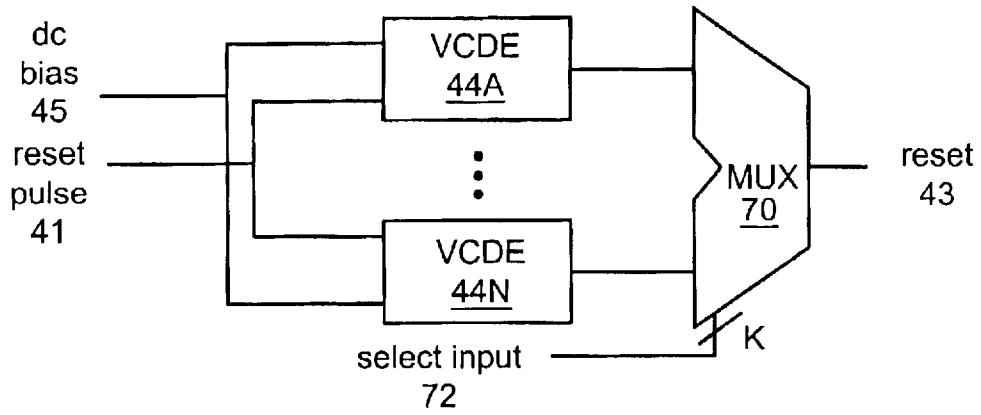 dc
bias
45
reset
pulse
41
VCDE
44A
VCDE
44N
MUX
70
reset
43
K
select input
72